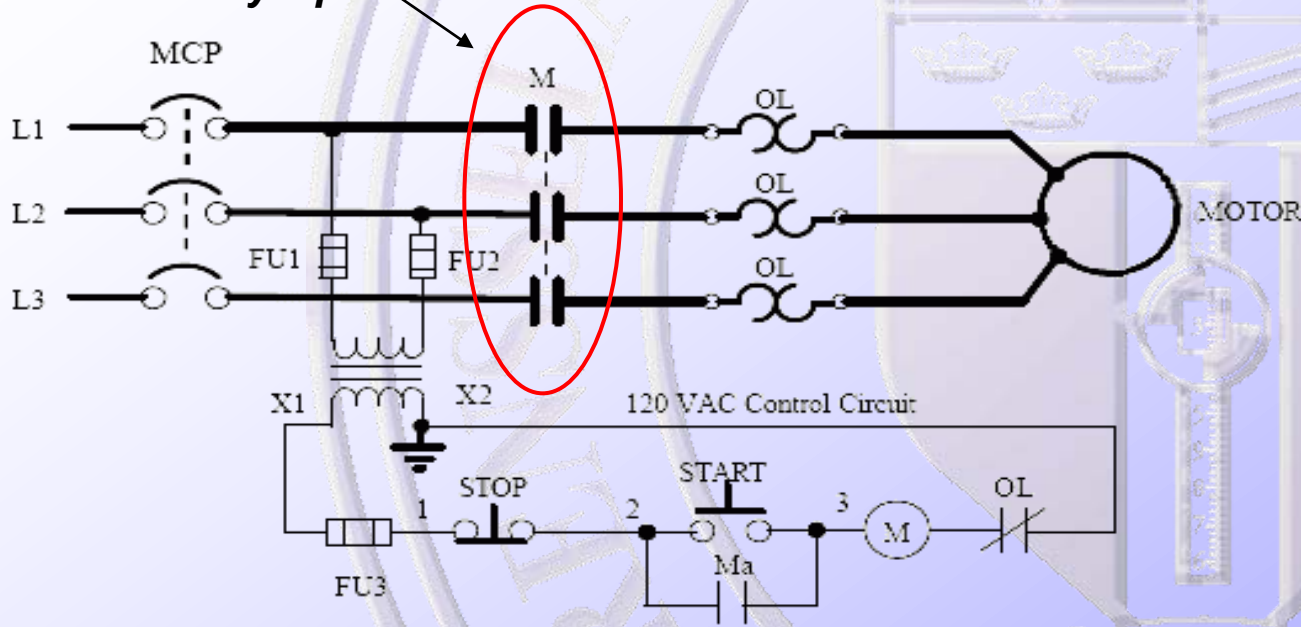 MCP
M
OL
L1
OL
L2
MOTOR
FU1
FU2
OL
L3
X1
X2
120 VAC Control Circuit
STOP
START
OL
1
2
3
M
FU3
Ma